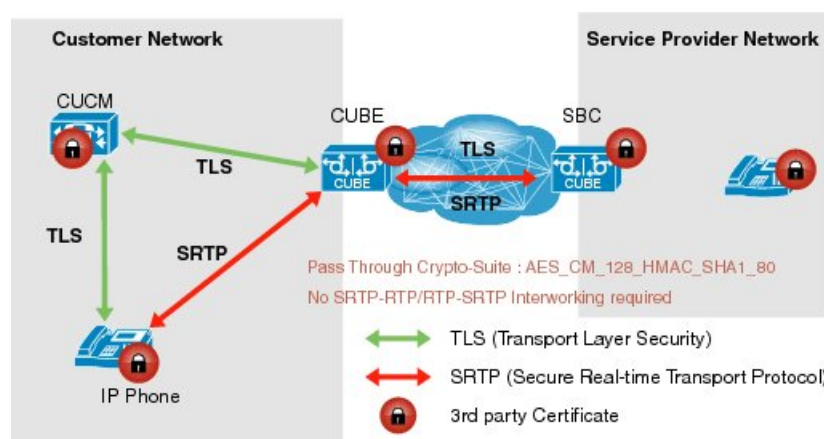 Customer Network
Service Provider Network
CUCM
CUBE
SBC
TLS
TLS
CUBE
SRTP
CUBE
TLS
SRTP
Pass Through Crypto-Suite : AES_CM_128_HMAC_SHA1_80
No SRTP-RTP/RTP-SRTP Interworking required
IP Phone
TLS (Transport Layer Security)
SRTP (Secure Real-time Transport Protocol)
3rd party Certificate